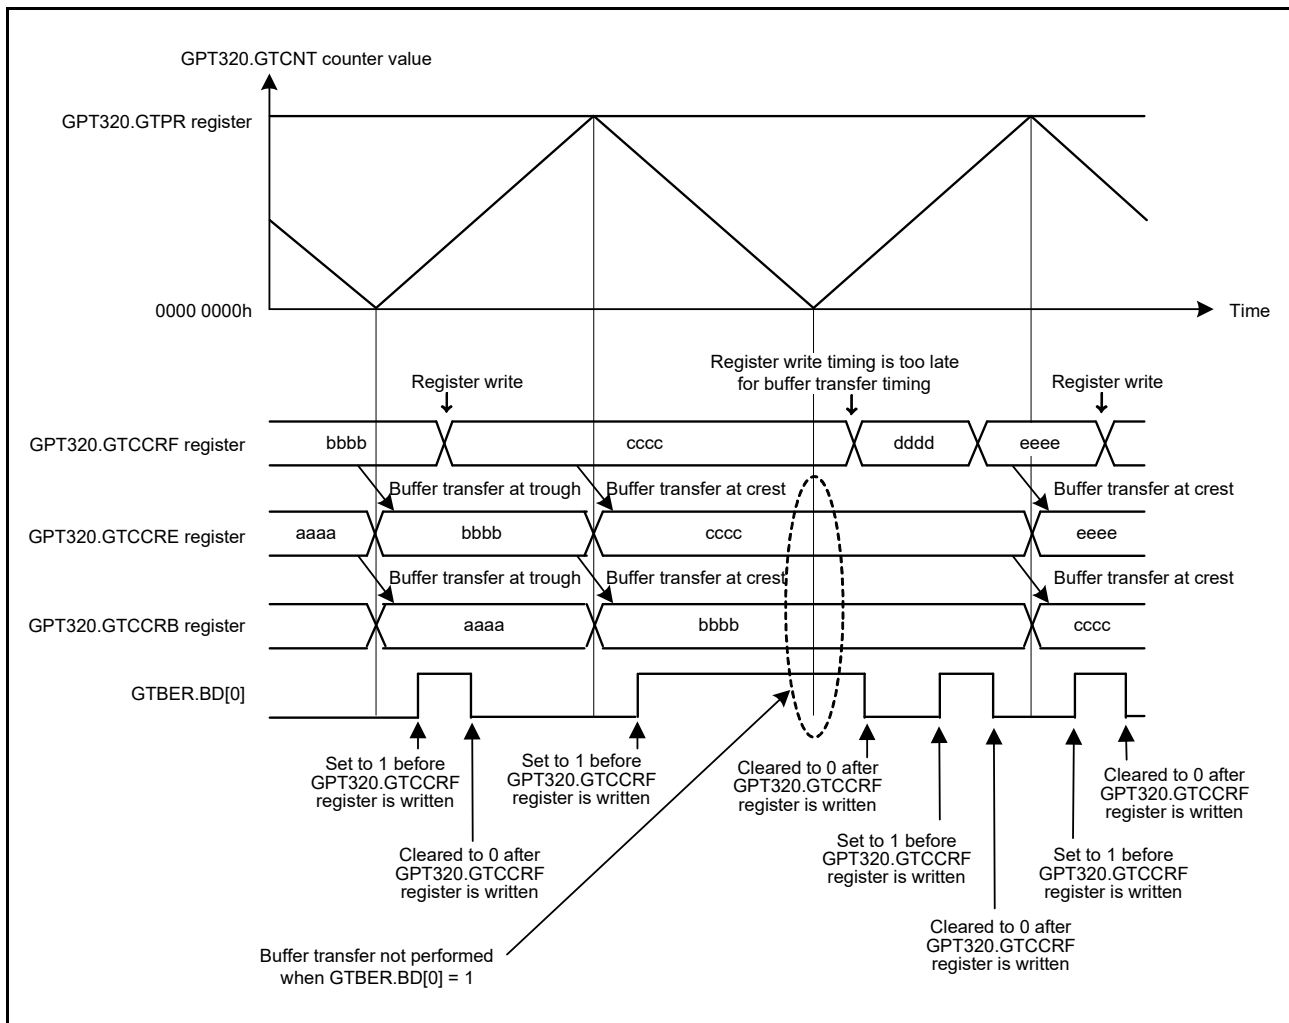 GPT320.GTCNT counter value
GPT320.GTPR register
0000 0000h
Time
Register write
Register write timing is too late
for buffer transfer timing
Register write
GPT320.GTCCRF register
bbbb
cccc
dddd
eeee
Buffer transfer at trough
Buffer transfer at crest
Buffer transfer at crest
GPT320.GTCCRE register
aaaa
bbbb
cccc
eeee
Buffer transfer at trough
Buffer transfer at crest
Buffer transfer at crest
GPT320.GTCCRB register
aaaa
bbbb
cccc
GTBER.BD[0]
Set to 1 before
GPT320.GTCCRF
register is written
Set to 1 before
GPT320.GTCCRF
register is written
Cleared to 0 after
GPT320.GTCCRF
register is written
Cleared to 0 after
GPT320.GTCCRF
register is written
Cleared to 0 after
GPT320.GTCCRF
register is written
Set to 1 before
GPT320.GTCCRF
register is written
Set to 1 before
GPT320.GTCCRF
register is written
Cleared to 0 after
GPT320.GTCCRF
register is written
Buffer transfer not performed
when GTBER.BD[0] = 1